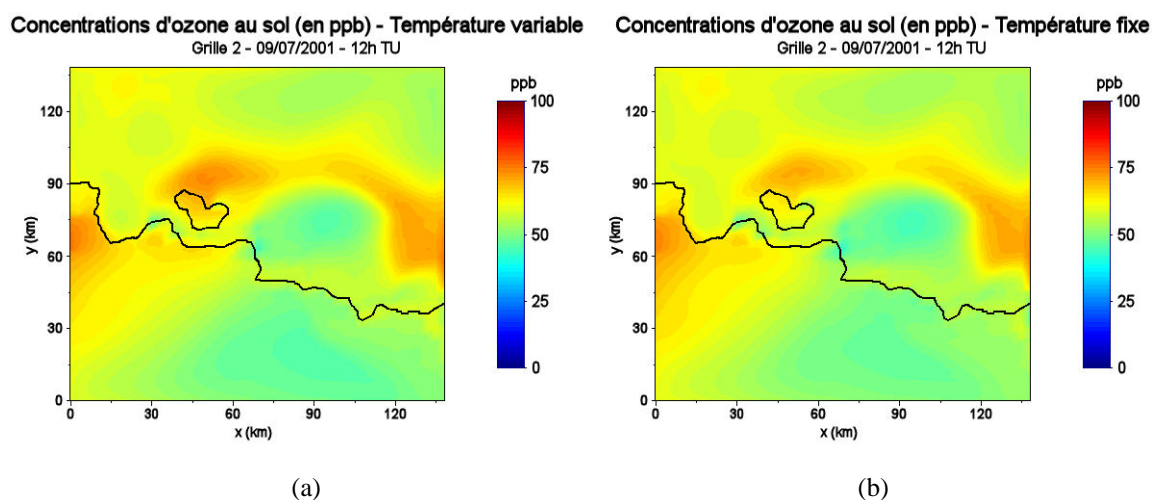 Concentrations d'ozone au sol (en ppb) - Température variable
Grille 2 - 09/07/2001 - 12h TU
ppb
100
75
50
25
0
y (km)
120
90
60
30
0
0 30 60 90 120
x (km)
(a)
Concentrations d'ozone au sol (en ppb) - Température fixe
Grille 2 - 09/07/2001 - 12h TU
ppb
100
75
50
25
0
y (km)
120
90
60
30
0
0 30 60 90 120
x (km)
(b)